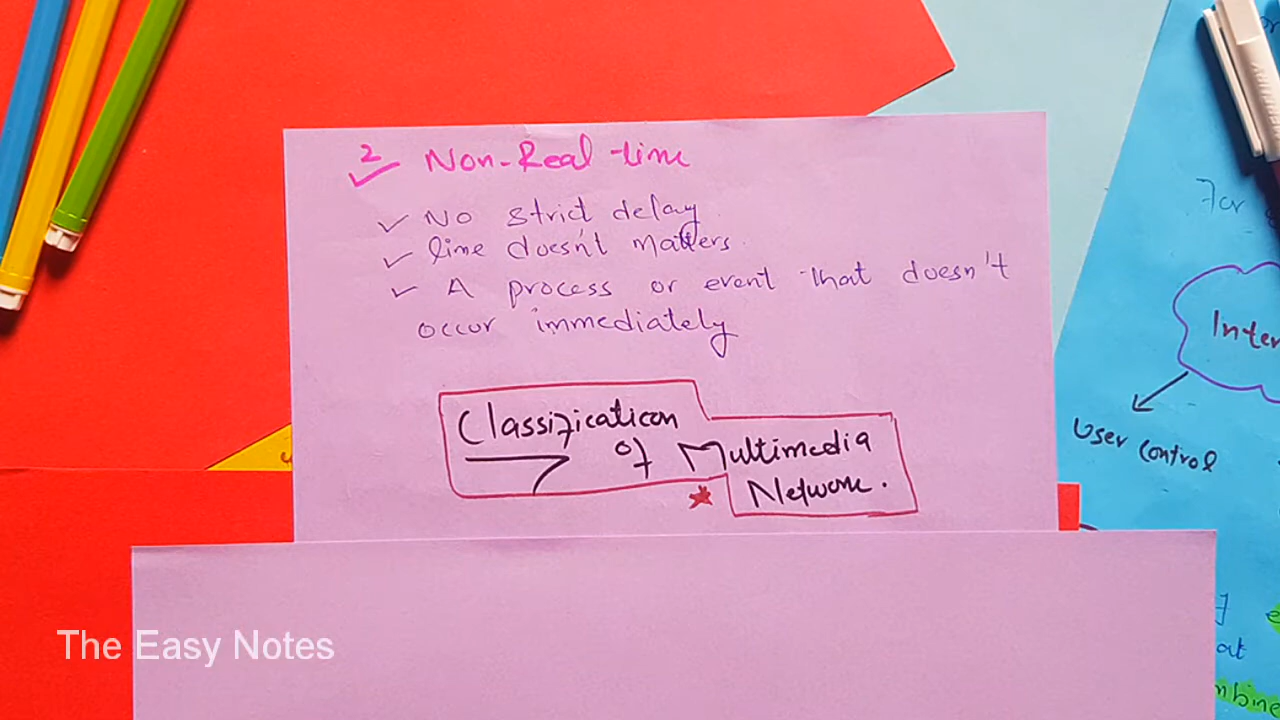 2 Non-Real-time
No strict delay
time doesn't matters.
A process or event that doesn't
occur immediately
Classification
of Multimedia
Network.
For
Inter
User control
at
The Easy Notes